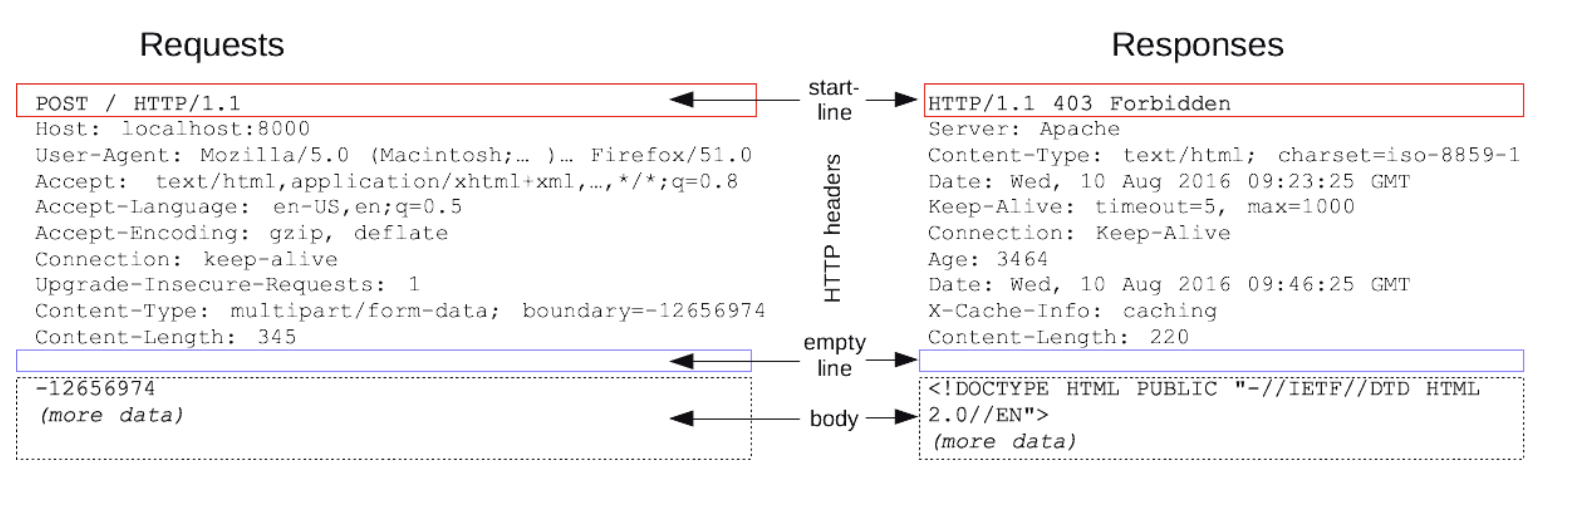 Requests
POST / HTTP/1.1
Host: localhost:8000
User-Agent: Mozilla/5.0 (Macintosh;… )… Firefox/51.0
Accept: text/html,application/xhtml+xml,…,*/*;q=0.8
Accept-Language: en-US,en;q=0.5
Accept-Encoding: gzip, deflate
Connection: keep-alive
Upgrade-Insecure-Requests: 1
Content-Type: multipart/form-data; boundary=-12656974
Content-Length: 345
-12656974
(more data)
start-
line
HTTP headers
empty
line
body
Responses
HTTP/1.1 403 Forbidden
Server: Apache
Content-Type: text/html; charset=iso-8859-1
Date: Wed, 10 Aug 2016 09:23:25 GMT
Keep-Alive: timeout=5, max=1000
Connection: Keep-Alive
Age: 3464
Date: Wed, 10 Aug 2016 09:46:25 GMT
X-Cache-Info: caching
Content-Length: 220
<!DOCTYPE HTML PUBLIC "-//IETF//DTD HTML
2.0//EN">
(more data)